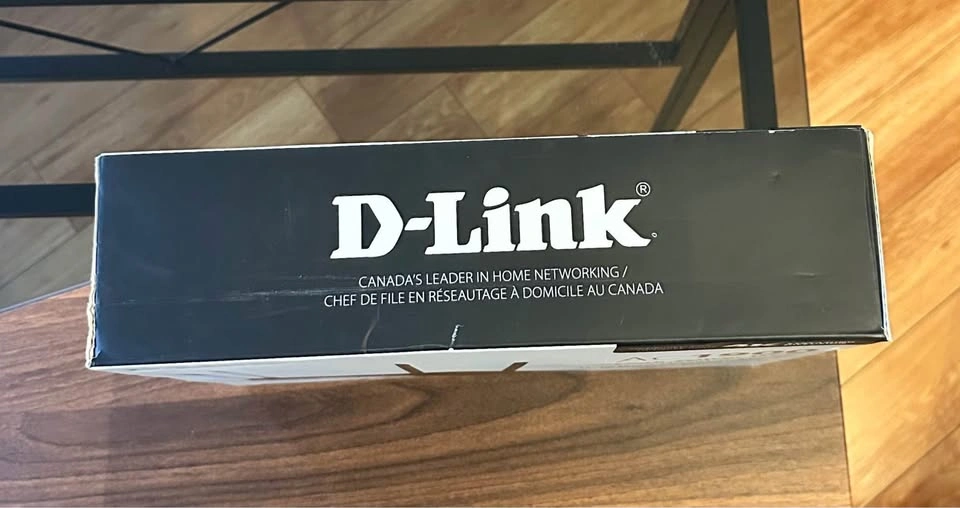 D-Link®
CANADA'S LEADER IN HOME NETWORKING /
CHEF DE FILE EN RÉSEAUTAGE À DOMICILE AU CANADA